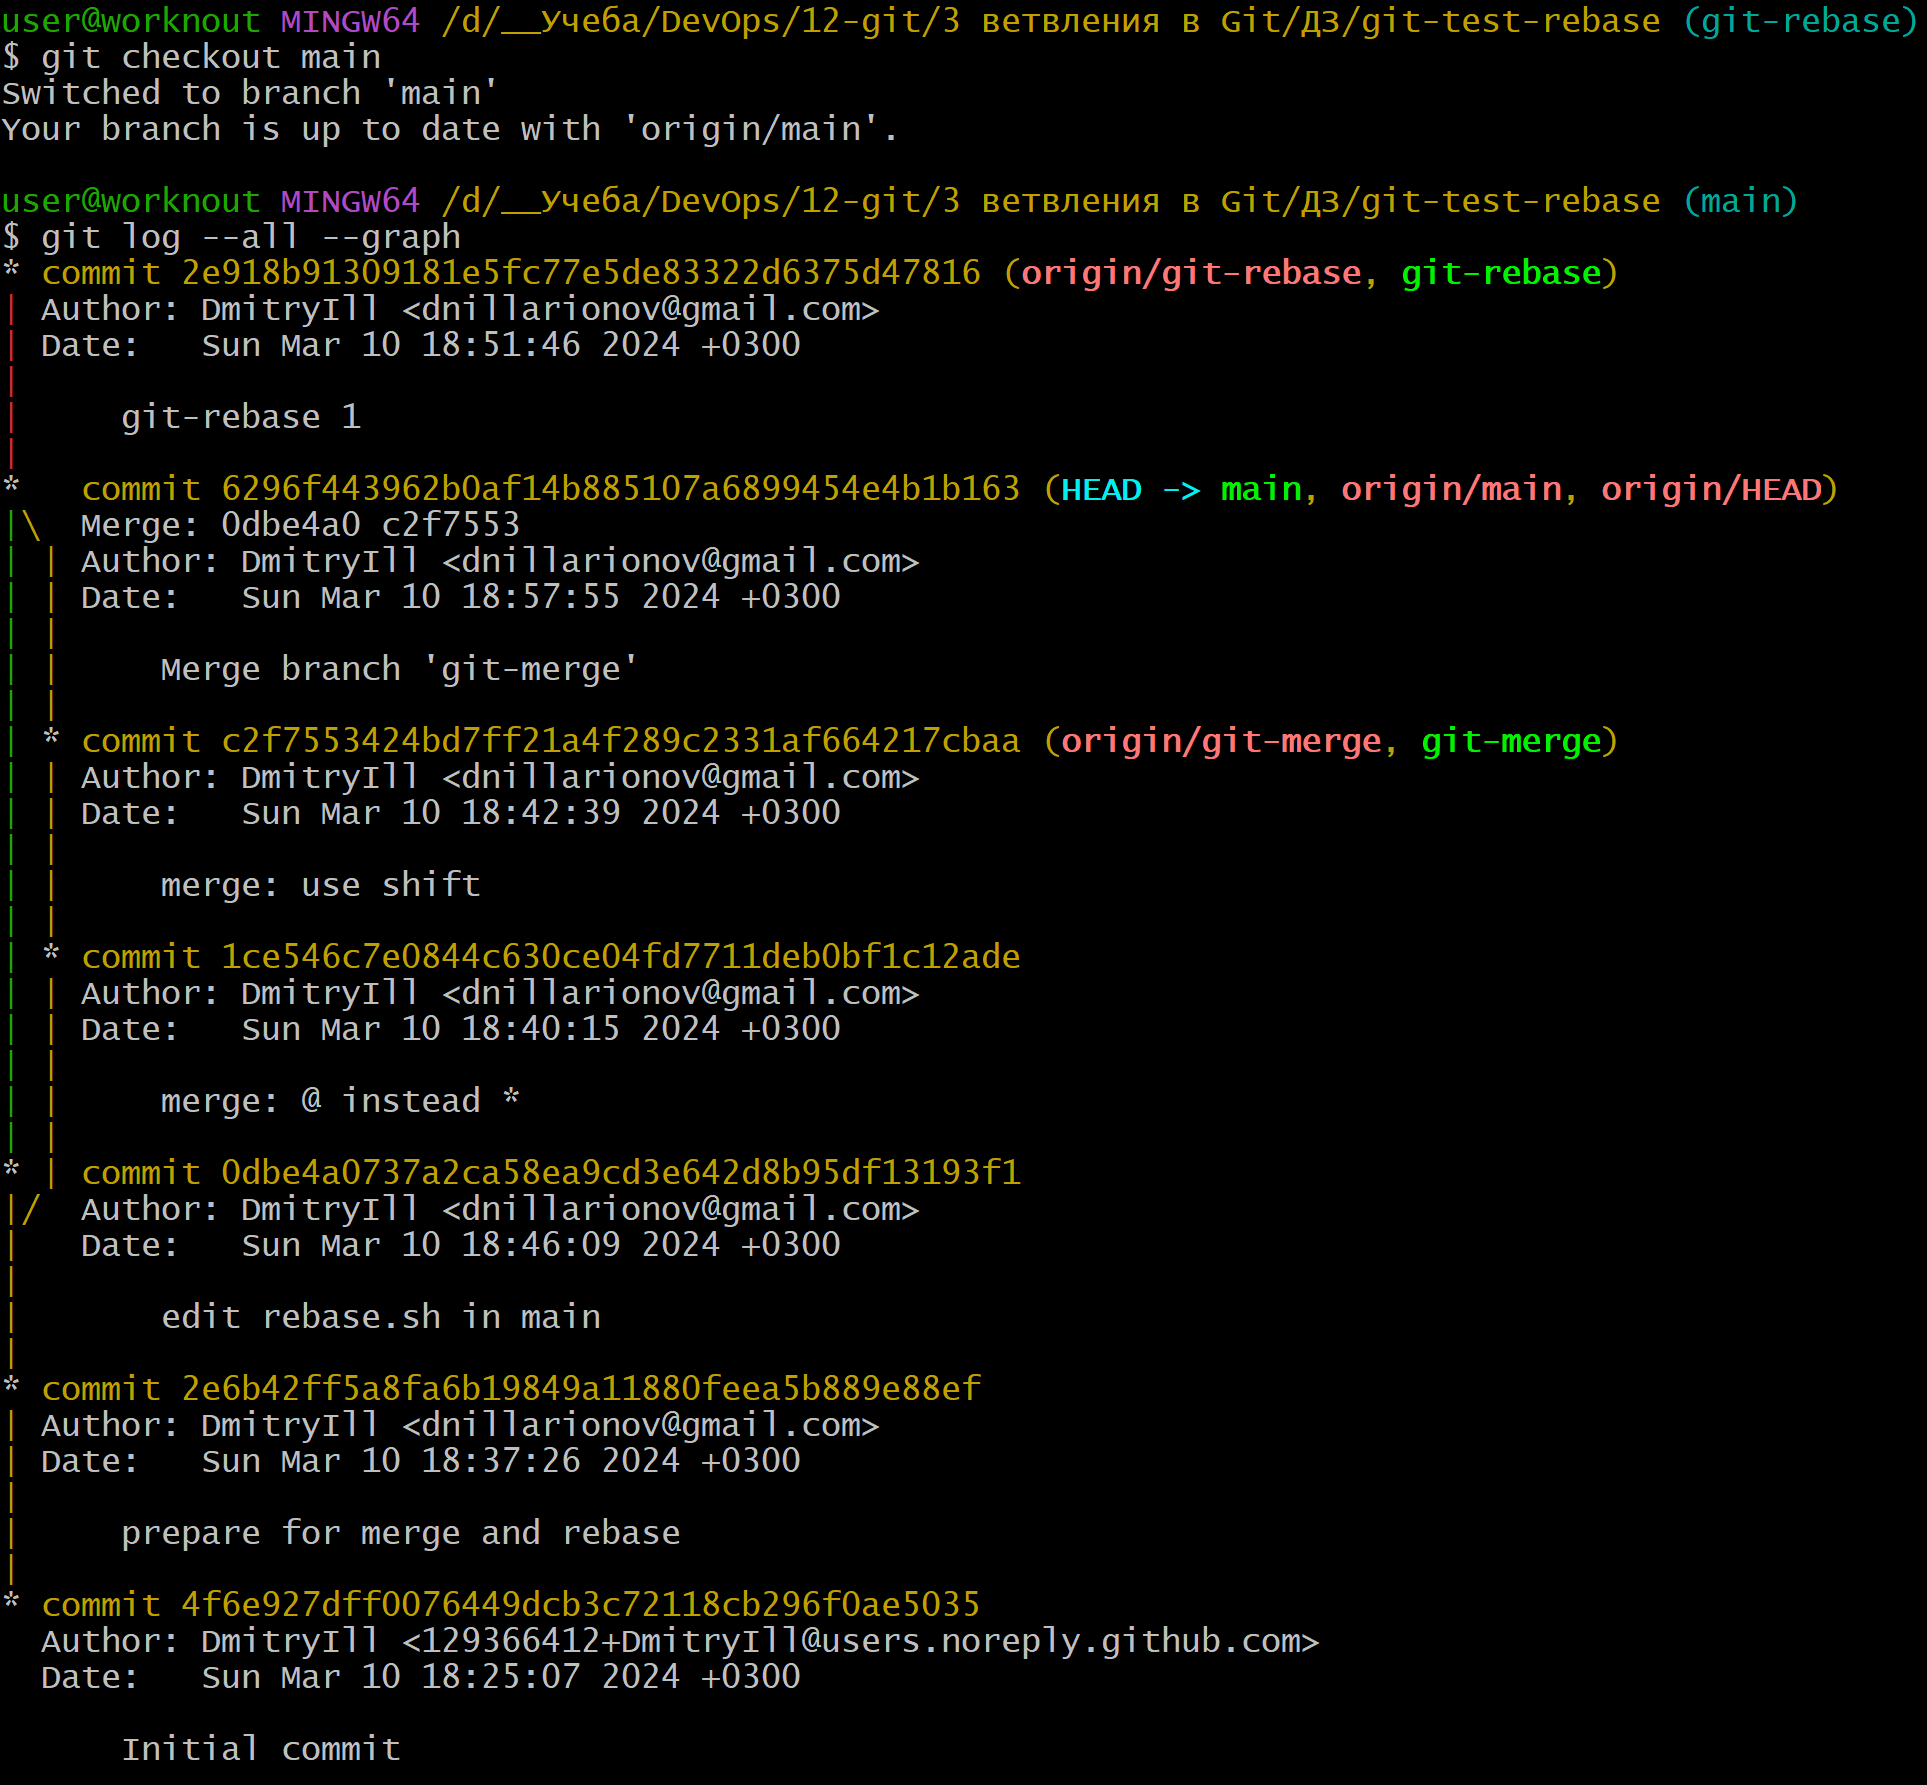 user@worknout MINGW64 /d/__Учеба/DevOps/12-git/3 ветвления в Git/ДЗ/git-test-rebase (git-rebase)
$ git checkout main
Switched to branch 'main'
Your branch is up to date with 'origin/main'.

user@worknout MINGW64 /d/__Учеба/DevOps/12-git/3 ветвления в Git/ДЗ/git-test-rebase (main)
$ git log --all --graph
* commit 2e918b91309181e5fc77e5de83322d6375d47816 (origin/git-rebase, git-rebase)
| Author: DmitryIll <dnillarionov@gmail.com>
| Date:   Sun Mar 10 18:51:46 2024 +0300
|
|     git-rebase 1
|
*   commit 6296f443962b0af14b885107a6899454e4b1b163 (HEAD -> main, origin/main, origin/HEAD)
|\  Merge: 0dbe4a0 c2f7553
| | Author: DmitryIll <dnillarionov@gmail.com>
| | Date:   Sun Mar 10 18:57:55 2024 +0300
| |
| |     Merge branch 'git-merge'
| |
| * commit c2f7553424bd7ff21a4f289c2331af664217cbaa (origin/git-merge, git-merge)
| | Author: DmitryIll <dnillarionov@gmail.com>
| | Date:   Sun Mar 10 18:42:39 2024 +0300
| |
| |     merge: use shift
| |
| * commit 1ce546c7e0844c630ce04fd7711deb0bf1c12ade
| | Author: DmitryIll <dnillarionov@gmail.com>
| | Date:   Sun Mar 10 18:40:15 2024 +0300
| |
| |     merge: @ instead *
| |
* | commit 0dbe4a0737a2ca58ea9cd3e642d8b95df13193f1
|/  Author: DmitryIll <dnillarionov@gmail.com>
|   Date:   Sun Mar 10 18:46:09 2024 +0300
|
|       edit rebase.sh in main
|
* commit 2e6b42ff5a8fa6b19849a11880feea5b889e88ef
| Author: DmitryIll <dnillarionov@gmail.com>
| Date:   Sun Mar 10 18:37:26 2024 +0300
|
|     prepare for merge and rebase
|
* commit 4f6e927dff0076449dcb3c72118cb296f0ae5035
  Author: DmitryIll <129366412+DmitryIll@users.noreply.github.com>
  Date:   Sun Mar 10 18:25:07 2024 +0300

      Initial commit